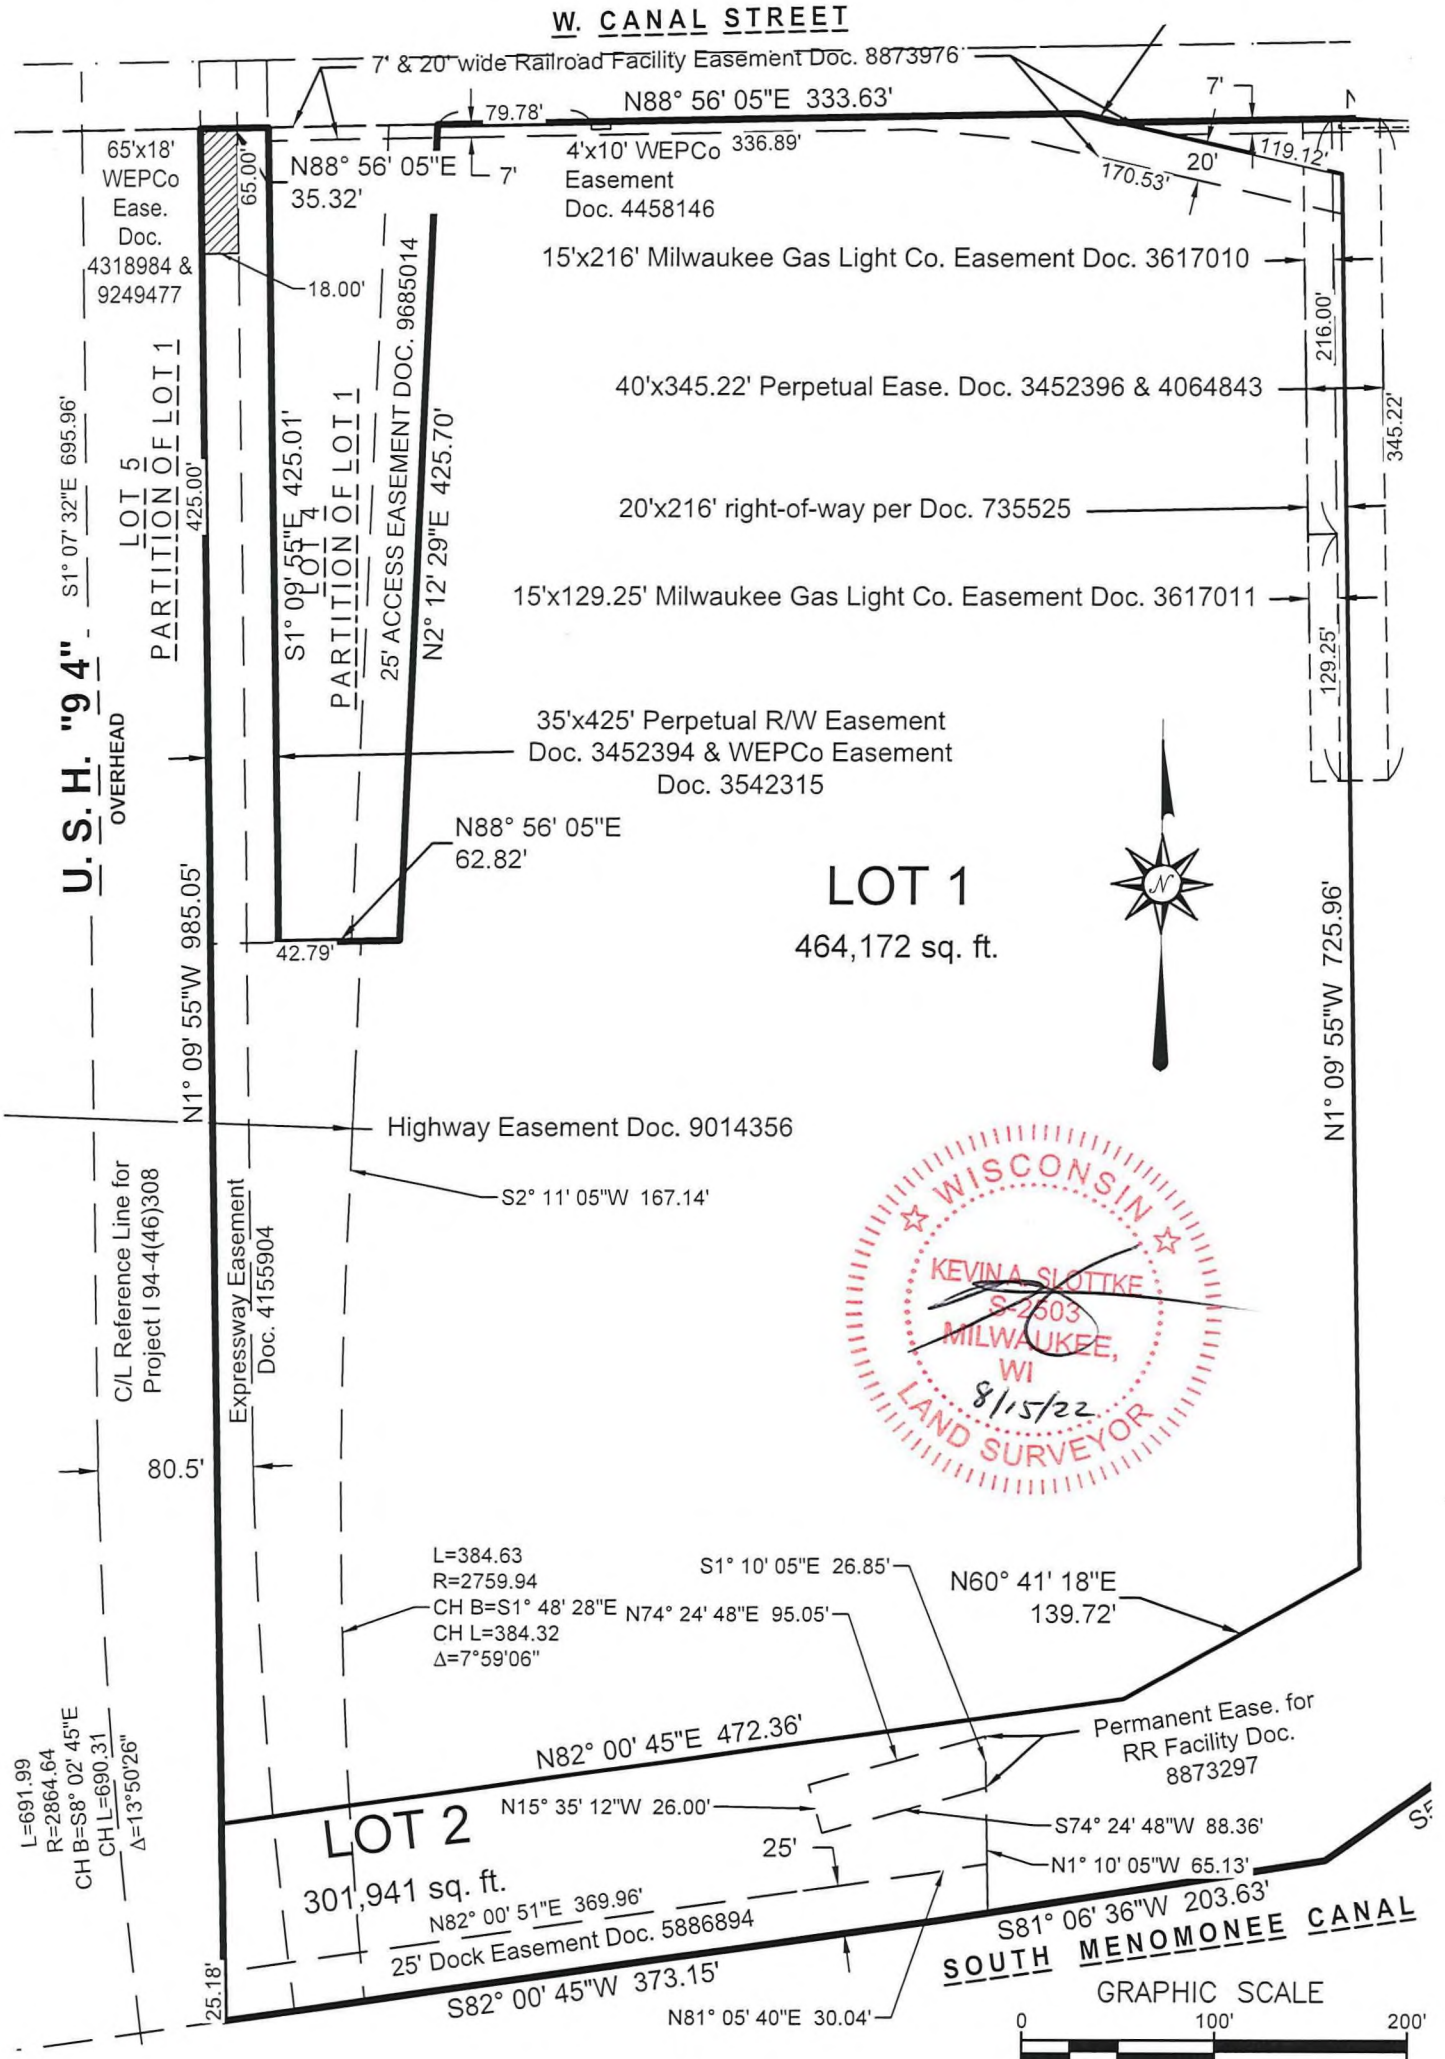 W. CANAL STREET
7' & 20' wide Railroad Facility Easement Doc. 8873976
79.78'
N88° 56' 05"E 333.63'
7'
65'x18'
WEPCo
Ease.
Doc.
4318984 &
9249477
65.00'
N88° 56' 05"E
35.32'
7'
4'x10' WEPCo
Easement
Doc. 4458146
336.89'
170.53'
20'
119.12'
18.00'
15'x216' Milwaukee Gas Light Co. Easement Doc. 3617010
216.00'
40'x345.22' Perpetual Ease. Doc. 3452396 & 4064843
345.22'
20'x216' right-of-way per Doc. 735525
15'x129.25' Milwaukee Gas Light Co. Easement Doc. 3617011
129.25'
S1° 07' 32"E 695.96'
LOT 5
PARTITION OF LOT 1
425.00'
S1° 09' 55"E 425.01'
LOT 4
PARTITION OF LOT 1
25' ACCESS EASEMENT DOC. 9685014
N2° 12' 29"E 425.70'
U.S.H. "94"
OVERHEAD
35'x425' Perpetual R/W Easement
Doc. 3452394 & WEPCo Easement
Doc. 3542315
N88° 56' 05"E
62.82'
42.79'
LOT 1
464,172 sq. ft.
N
N1° 09' 55"W 985.05'
N1° 09' 55"W 725.96'
Highway Easement Doc. 9014356
S2° 11' 05"W 167.14'
C/L Reference Line for
Project I 94-4(46)308
Expressway Easement
Doc. 4155904
80.5'
WISCONSIN
KEVIN A. SLOTTKE
S-2503
MILWAUKEE,
WI
8/15/22
LAND SURVEYOR
L=384.63
R=2759.94
CH B=S1° 48' 28"E
CH L=384.32
Δ=7°59'06"
S1° 10' 05"E 26.85'
N74° 24' 48"E 95.05'
N60° 41' 18"E
139.72'
L=691.99
R=2864.64
CH B=S8° 02' 45"E
CH L=690.31
Δ=13°50'26"
N82° 00' 45"E 472.36'
Permanent Ease. for
RR Facility Doc.
8873297
LOT 2
301,941 sq. ft.
N15° 35' 12"W 26.00'
S74° 24' 48"W 88.36'
25'
N1° 10' 05"W 65.13'
N82° 00' 51"E 369.96'
25' Dock Easement Doc. 5886894
S81° 06' 36"W 203.63'
SOUTH MENOMONEE CANAL
25.18'
S82° 00' 45"W 373.15'
N81° 05' 40"E 30.04'
GRAPHIC SCALE
0 100' 200'